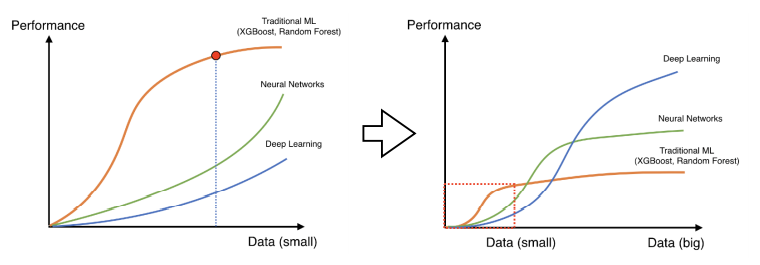 Performance
Traditional ML
(XGBoost, Random Forest)
Neural Networks
Deep Learning
Data (small)
Performance
Deep Learning
Neural Networks
Traditional ML
(XGBoost, Random Forest)
Data (small)
Data (big)